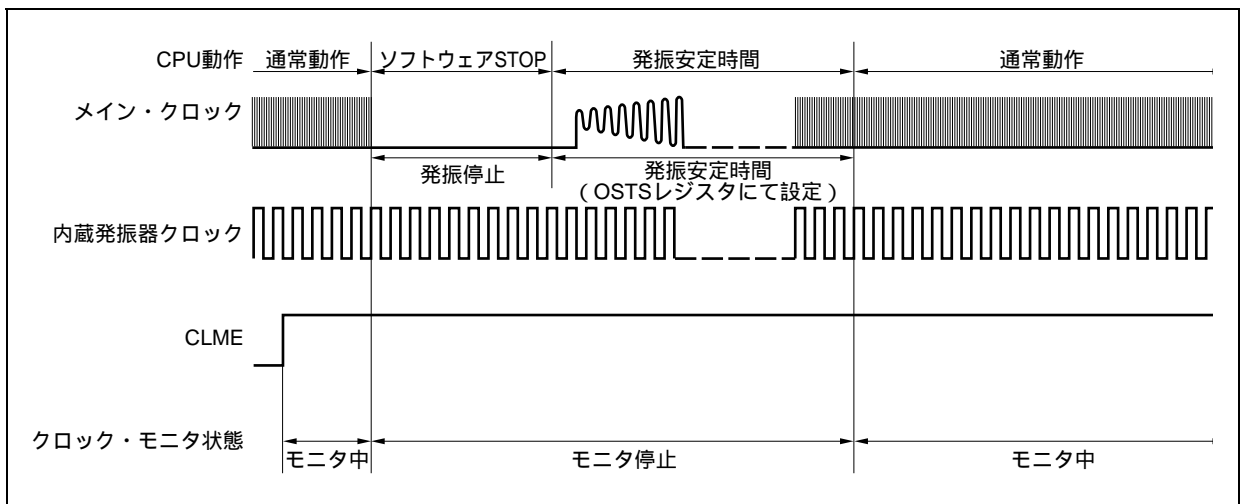 CPU動作 通常動作 ソフトウェアSTOP 発振安定時間 通常動作
メイン・クロック
発振停止 発振安定時間
(OSTSレジスタにて設定)
内蔵発振器クロック
CLME
クロック・モニタ状態
モニタ中 モニタ停止 モニタ中